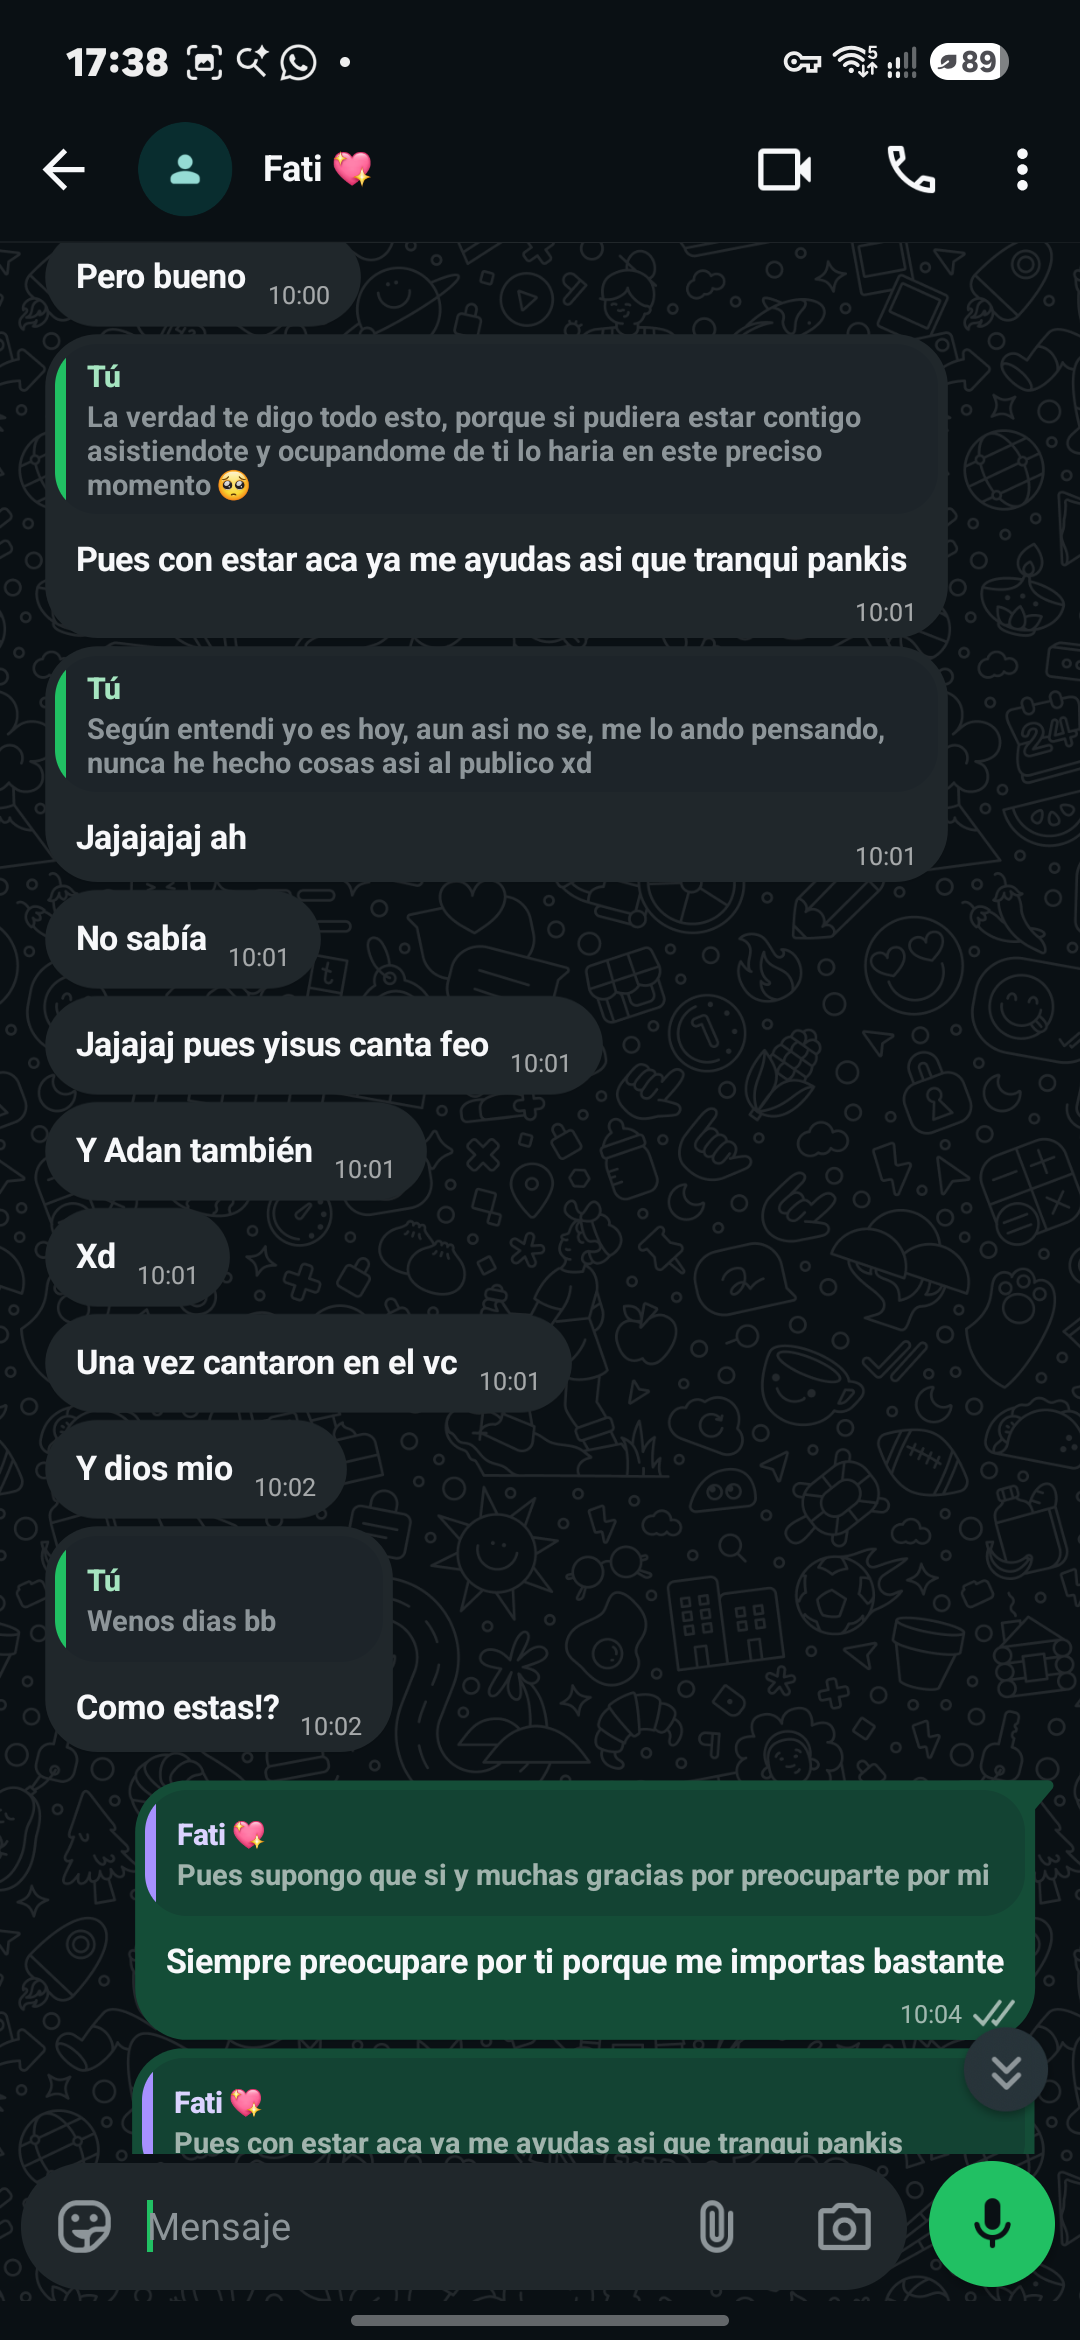 17:38
5
89
Fati 💖
Pero bueno
10:00
Tú
La verdad te digo todo esto, porque si pudiera estar contigo
asistiendote y ocupandome de ti lo haria en este preciso
momento 🥺
Pues con estar aca ya me ayudas asi que tranqui pankis
10:01
Tú
Según entendi yo es hoy, aun asi no se, me lo ando pensando,
nunca he hecho cosas asi al publico xd
Jajajajaj ah
10:01
No sabía
10:01
Jajajaj pues yisus canta feo
10:01
Y Adan también
10:01
Xd
10:01
Una vez cantaron en el vc
10:01
Y dios mio
10:02
Tú
Wenos dias bb
Como estas!?
10:02
Fati 💖
Pues supongo que si y muchas gracias por preocuparte por mi
Siempre preocupare por ti porque me importas bastante
10:04
Fati 💖
Pues con estar aca ya me ayudas asi que tranqui pankis
Mensaje